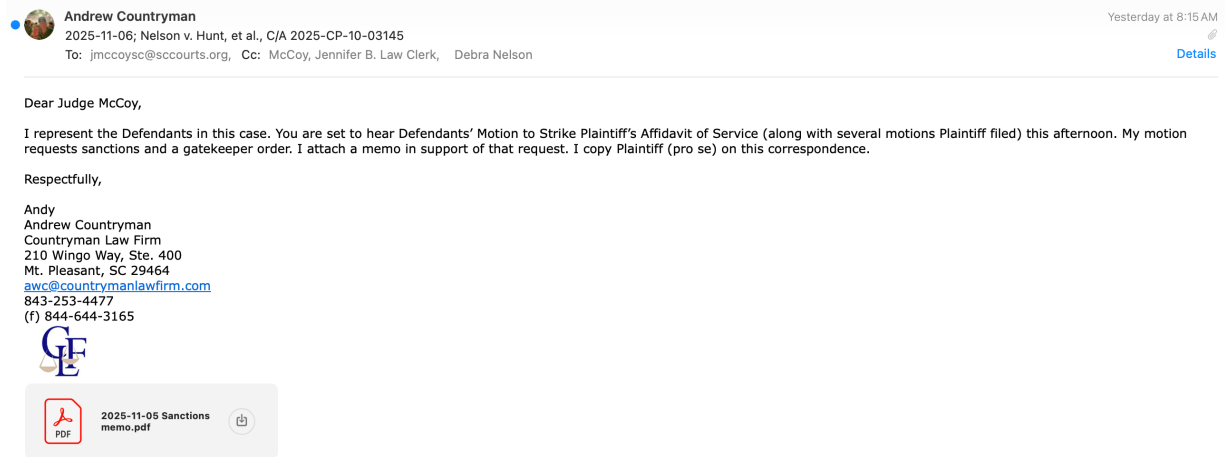 Andrew Countryman
Yesterday at 8:15 AM
2025-11-06; Nelson v. Hunt, et al., C/A 2025-CP-10-03145
To: jmccoysc@sccourts.org, Cc: McCoy, Jennifer B. Law Clerk, Debra Nelson
Details
Dear Judge McCoy,
I represent the Defendants in this case. You are set to hear Defendants' Motion to Strike Plaintiff's Affidavit of Service (along with several motions Plaintiff filed) this afternoon. My motion
requests sanctions and a gatekeeper order. I attach a memo in support of that request. I copy Plaintiff (pro se) on this correspondence.
Respectfully,
Andy
Andrew Countryman
Countryman Law Firm
210 Wingo Way, Ste. 400
Mt. Pleasant, SC 29464
awc@countrymanlawfirm.com
843-253-4477
(f) 844-644-3165
CLF
2025-11-05 Sanctions
memo.pdf
PDF